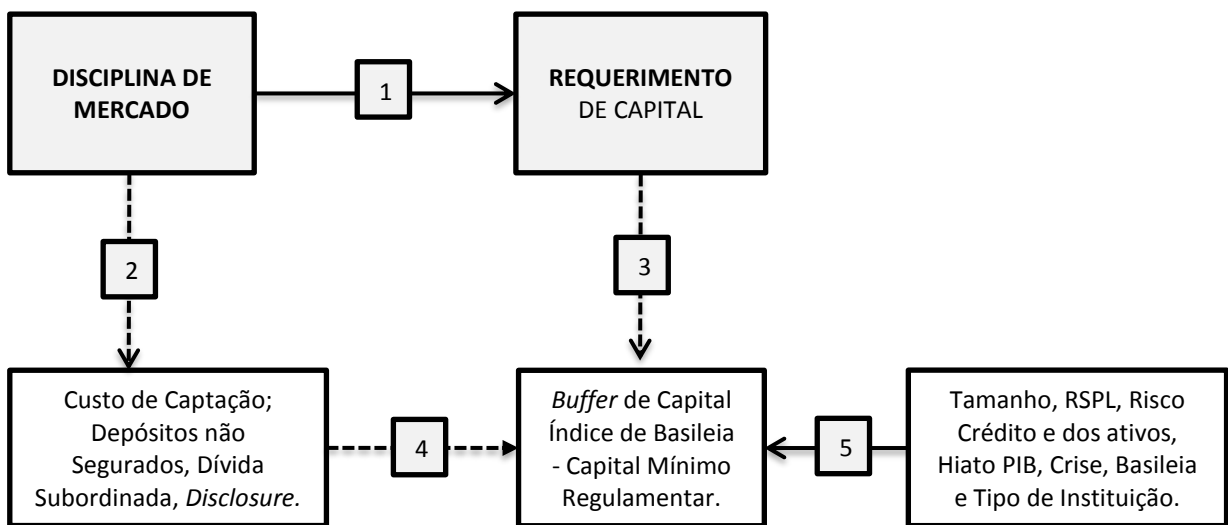 DISCIPLINA DE
MERCADO
1
REQUERIMENTO
DE CAPITAL
2
3
Custo de Captação;
Depósitos não
Segurados, Dívida
Subordinada, Disclosure.
4
Buffer de Capital
Índice de Basileia
- Capital Mínimo
Regulamentar.
5
Tamanho, RSPL, Risco
Crédito e dos ativos,
Hiato PIB, Crise, Basileia
e Tipo de Instituição.